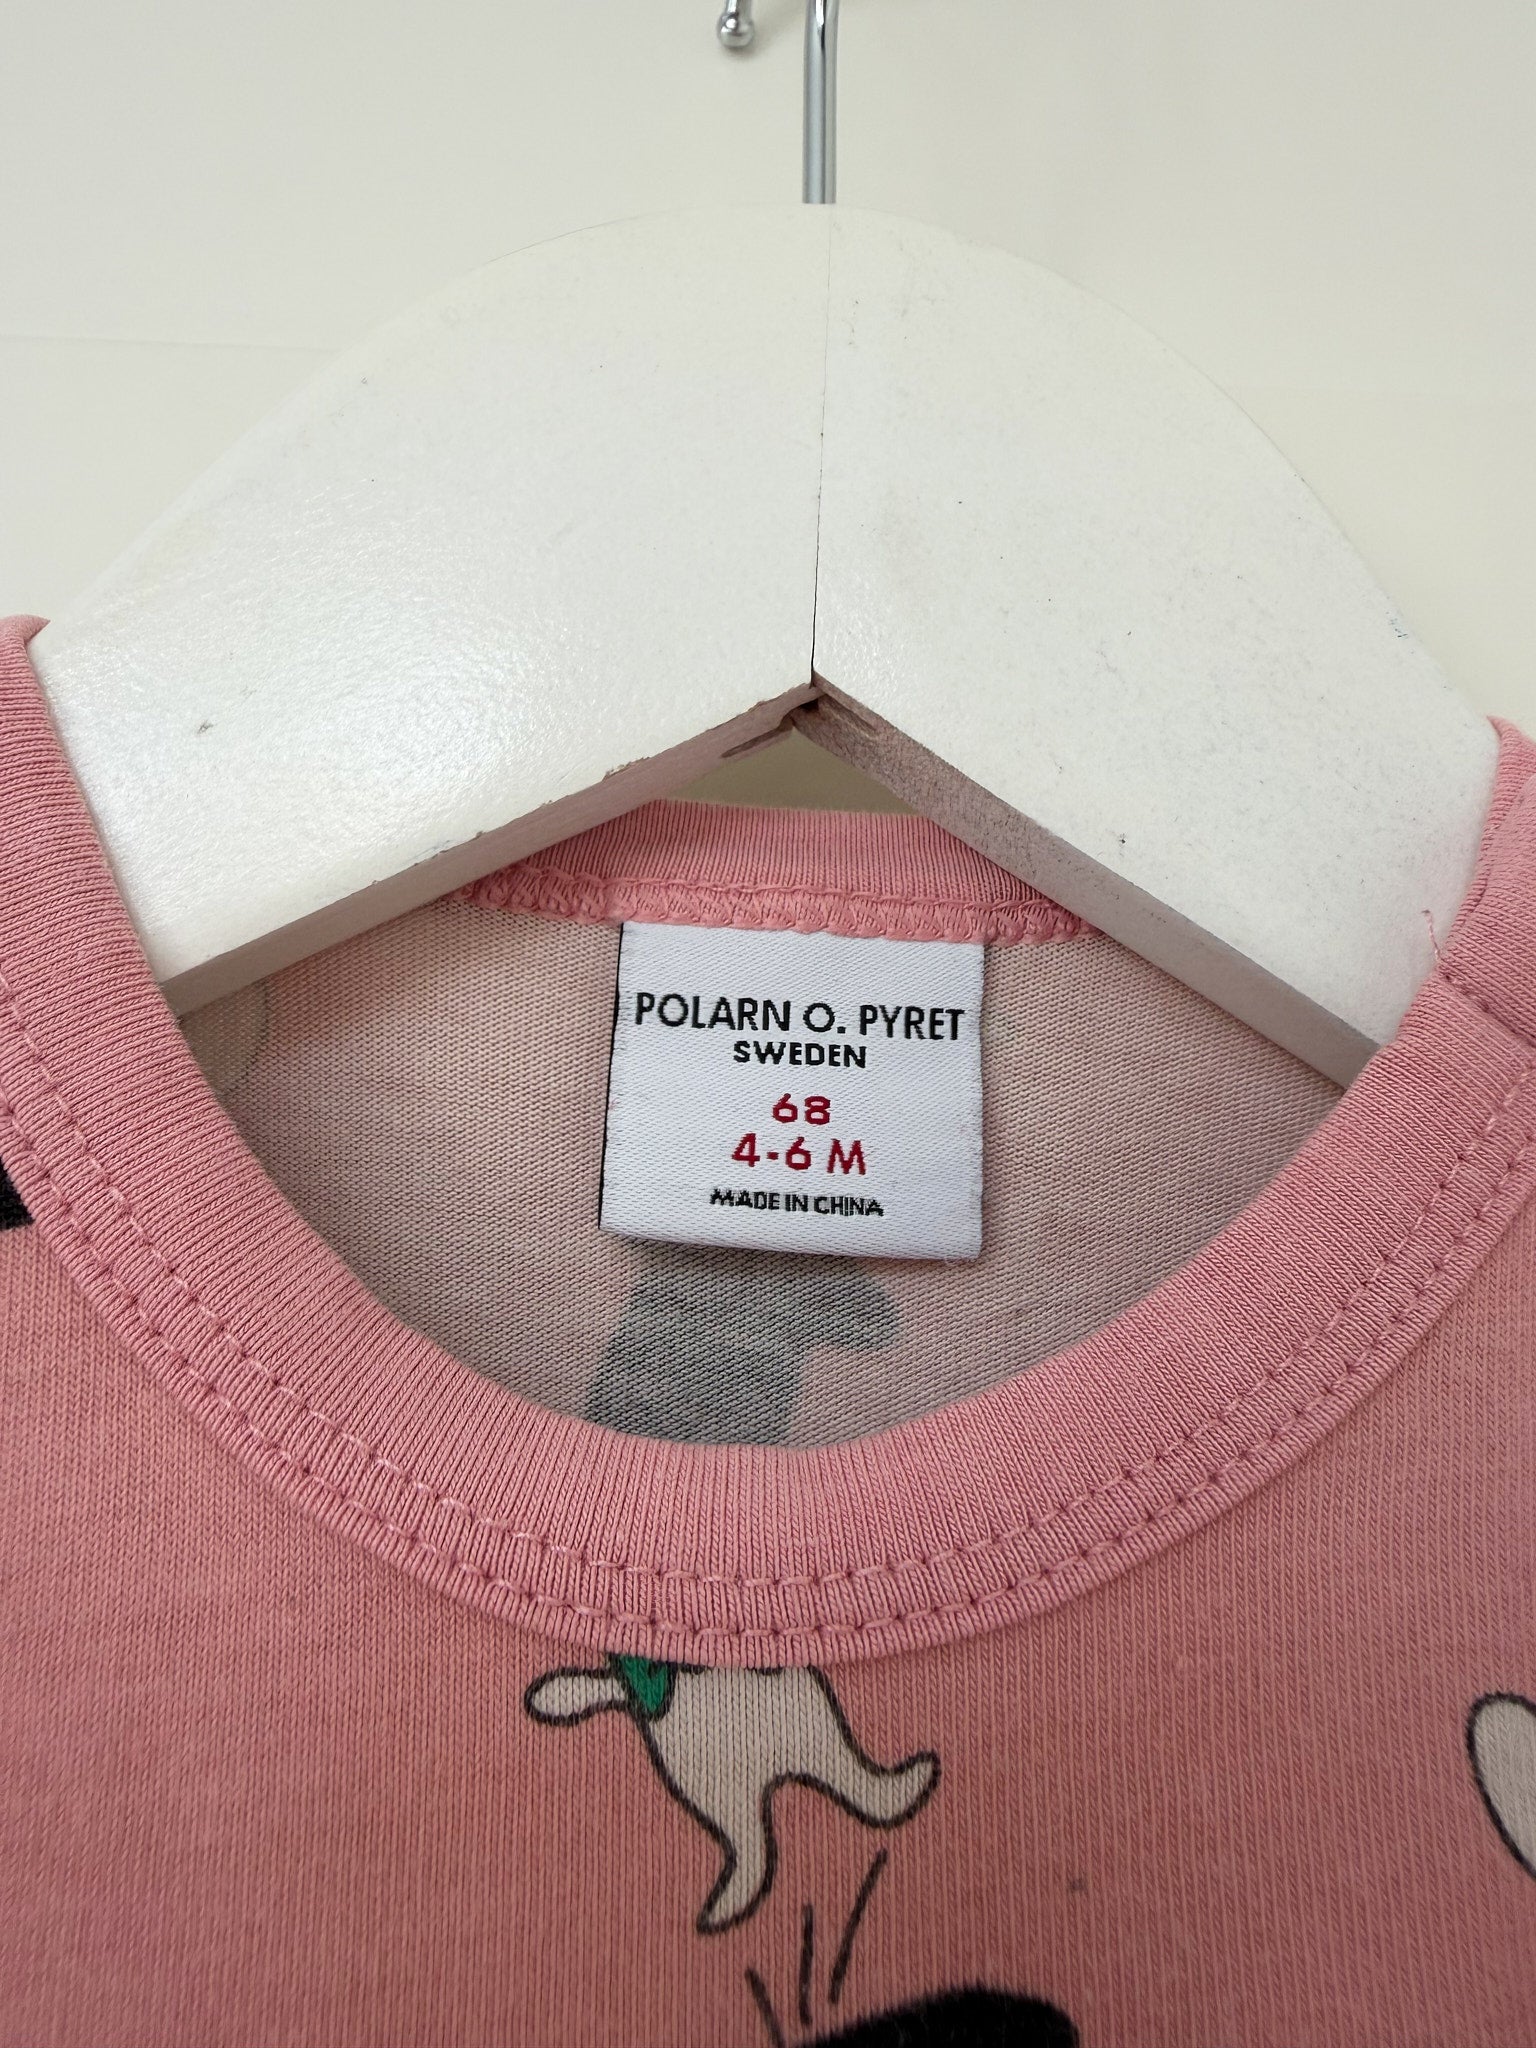 POLARN O. PYRET
SWEDEN
68
4-6 M
MADE IN CHINA